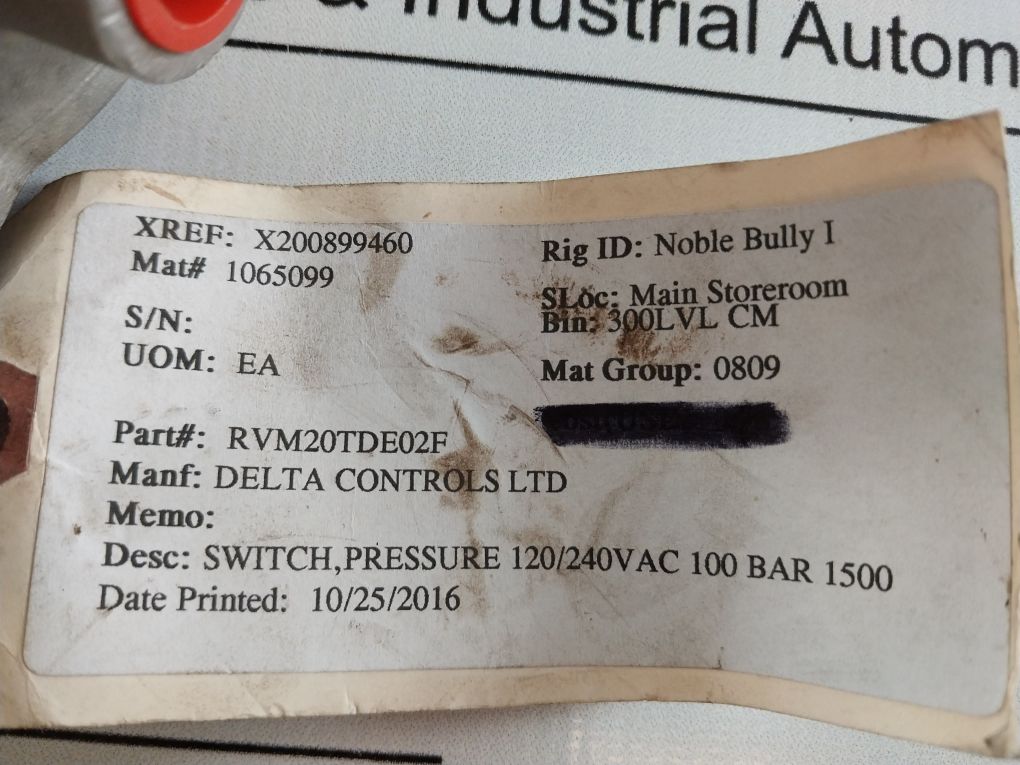 & Industrial Autom
XREF: X200899460
Mat# 1065099
S/N:
UOM: EA
Rig ID: Noble Bully I
SLoc: Main Storeroom
Bin: 300LVL CM
Mat Group: 0809
Part#: RVM20TDE02F
Manf: DELTA CONTROLS LTD
Memo:
Desc: SWITCH,PRESSURE 120/240VAC 100 BAR 1500
Date Printed: 10/25/2016